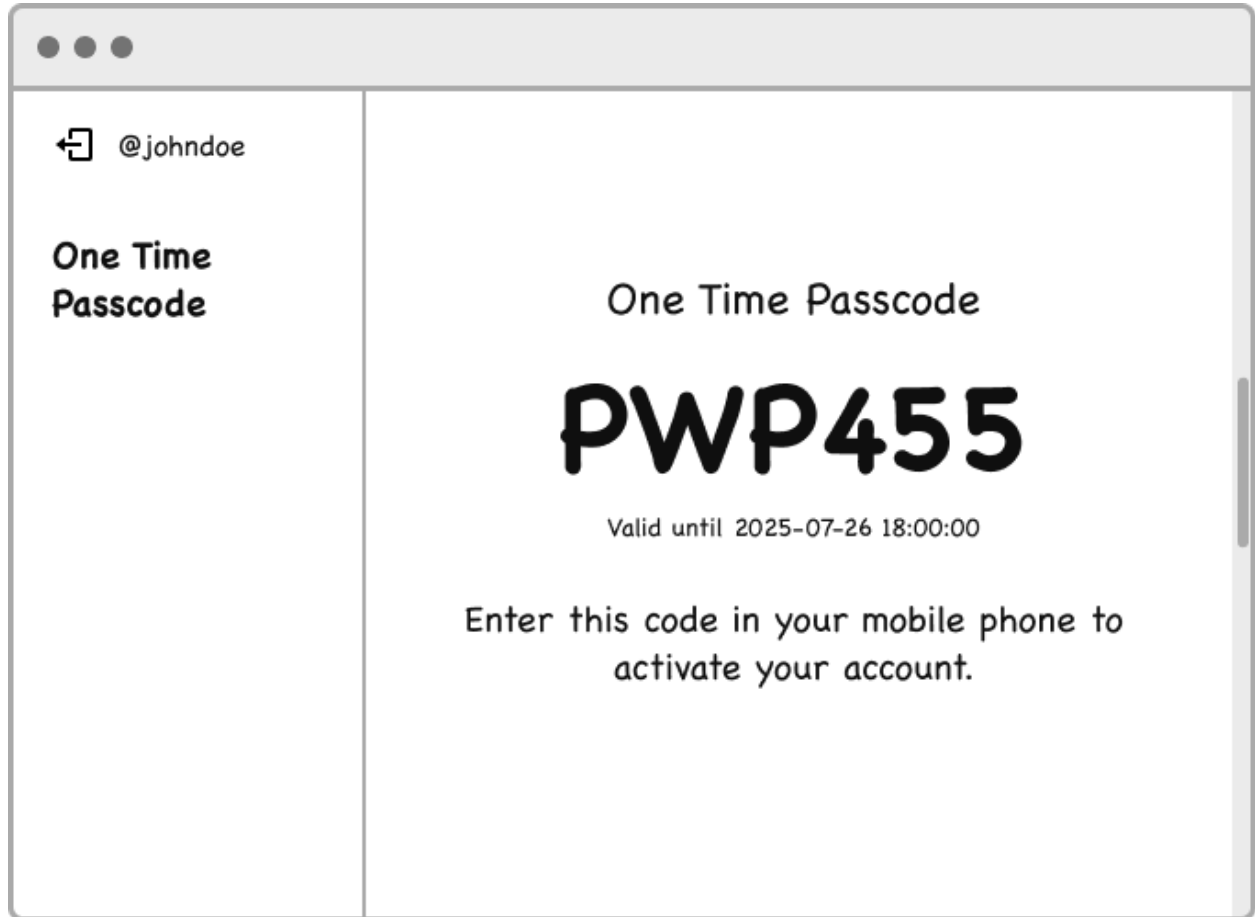 @johndoe
One Time
Passcode
One Time Passcode
PWP455
Valid until 2025-07-26 18:00:00
Enter this code in your mobile phone to
activate your account.